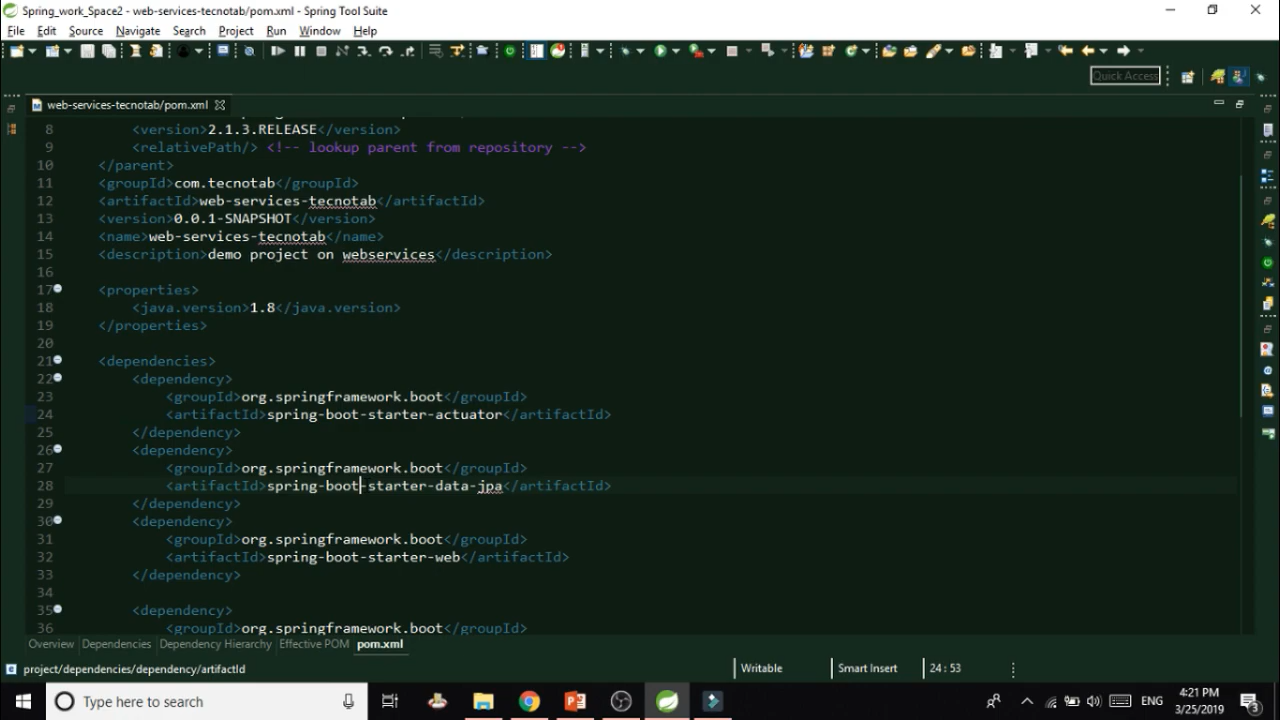 Spring_work_Space2 - web-services-tecnotab/pom.xml - Spring Tool Suite
File Edit Source Navigate Search Project Run Window Help
Quick Access
web-services-tecnotab/pom.xml
8 <version>2.1.3.RELEASE</version>
9 <relativePath/> <!-- lookup parent from repository -->
10 </parent>
11 <groupId>com.tecnotab</groupId>
12 <artifactId>web-services-tecnotab</artifactId>
13 <version>0.0.1-SNAPSHOT</version>
14 <name>web-services-tecnotab</name>
15 <description>demo project on webservices</description>
16
17 <properties>
18 <java.version>1.8</java.version>
19 </properties>
20
21 <dependencies>
22 <dependency>
23 <groupId>org.springframework.boot</groupId>
24 <artifactId>spring-boot-starter-actuator</artifactId>
25 </dependency>
26 <dependency>
27 <groupId>org.springframework.boot</groupId>
28 <artifactId>spring-boot-starter-data-jpa</artifactId>
29 </dependency>
30 <dependency>
31 <groupId>org.springframework.boot</groupId>
32 <artifactId>spring-boot-starter-web</artifactId>
33 </dependency>
34
35 <dependency>
36 <groupId>org.springframework.boot</groupId>
Overview Dependencies Dependency Hierarchy Effective POM pom.xml
project/dependencies/dependency/artifactId Writable Smart Insert 24 : 53
Type here to search ENG 4:21 PM
3/25/2019 3